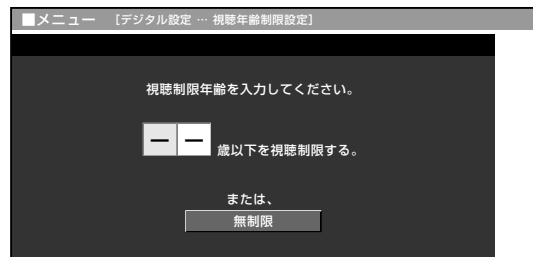 ■メニュー [デジタル設定 … 視聴年齢制限設定]
視聴制限年齢を入力してください。
－ － 歳以下を視聴制限する。
または、
無制限